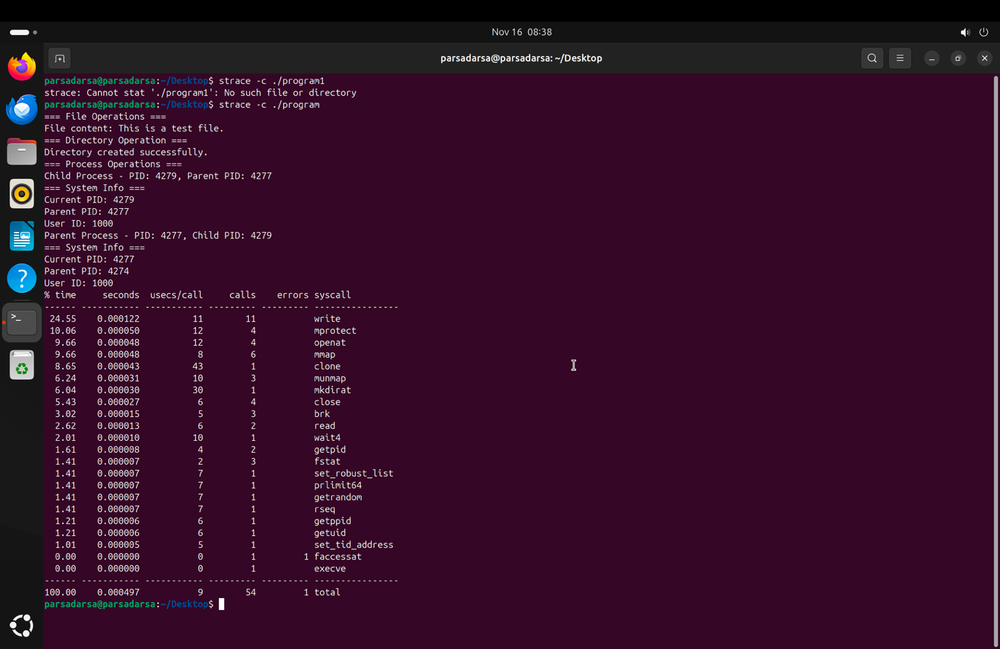 Nov 16 08:38
parsadarsa@parsadarsa: ~/Desktop
parsadarsa@parsadarsa:~/Desktop$ strace -c ./program1
strace: Cannot stat './program1': No such file or directory
parsadarsa@parsadarsa:~/Desktop$ strace -c ./program
=== File Operations ===
File content: This is a test file.
=== Directory Operation ===
Directory created successfully.
=== Process Operations ===
Child Process - PID: 4279, Parent PID: 4277
=== System Info ===
Current PID: 4279
Parent PID: 4277
User ID: 1000
Parent Process - PID: 4277, Child PID: 4279
=== System Info ===
Current PID: 4277
Parent PID: 4274
User ID: 1000
% time     seconds  usecs/call     calls    errors syscall
------ ----------- ----------- --------- --------- ----------------
 24.55    0.000122          11        11           write
 10.06    0.000050          12         4           mprotect
  9.66    0.000048          12         4           openat
  9.66    0.000048           8         6           mmap
  8.65    0.000043          43         1           clone
  6.24    0.000031          10         3           munmap
  6.04    0.000030          30         1           mkdirat
  5.43    0.000027           6         4           close
  3.02    0.000015           5         3           brk
  2.62    0.000013           6         2           read
  2.01    0.000010          10         1           wait4
  1.61    0.000008           4         2           getpid
  1.41    0.000007           2         3           fstat
  1.41    0.000007           7         1           set_robust_list
  1.41    0.000007           7         1           prlimit64
  1.41    0.000007           7         1           getrandom
  1.41    0.000007           7         1           rseq
  1.21    0.000006           6         1           getppid
  1.21    0.000006           6         1           getuid
  1.01    0.000005           5         1           set_tid_address
  0.00    0.000000           0         1         1 faccessat
  0.00    0.000000           0         1           execve
------ ----------- ----------- --------- --------- ----------------
100.00    0.000497           9        54         1 total
parsadarsa@parsadarsa:~/Desktop$